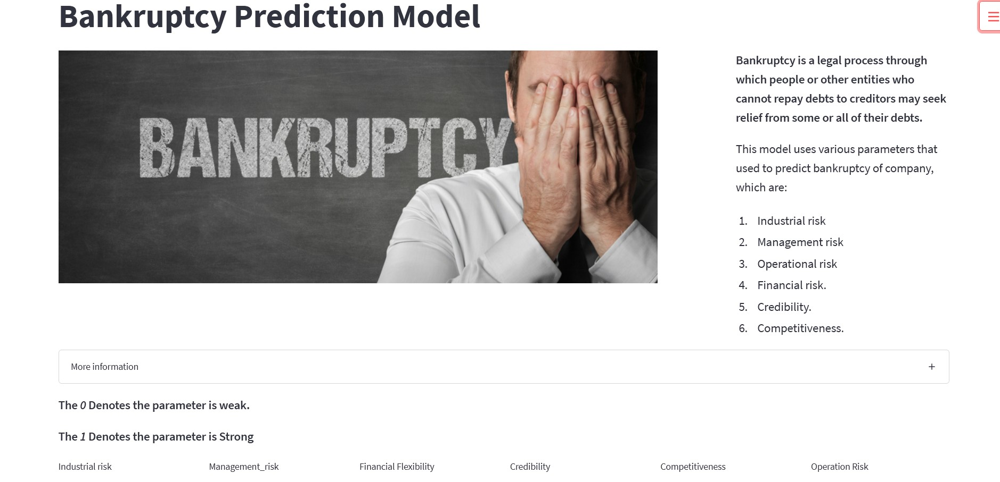 Bankruptcy Prediction Model
BANKRUPTCY
Bankruptcy is a legal process through
which people or other entities who
cannot repay debts to creditors may seek
relief from some or all of their debts.
This model uses various parameters that
used to predict bankruptcy of company,
which are:
1. Industrial risk
2. Management risk
3. Operational risk
4. Financial risk.
5. Credibility.
6. Competitiveness.
More information
The 0 Denotes the parameter is weak.
The 1 Denotes the parameter is Strong
Industrial risk Management_risk Financial Flexibility Credibility Competitiveness Operation Risk